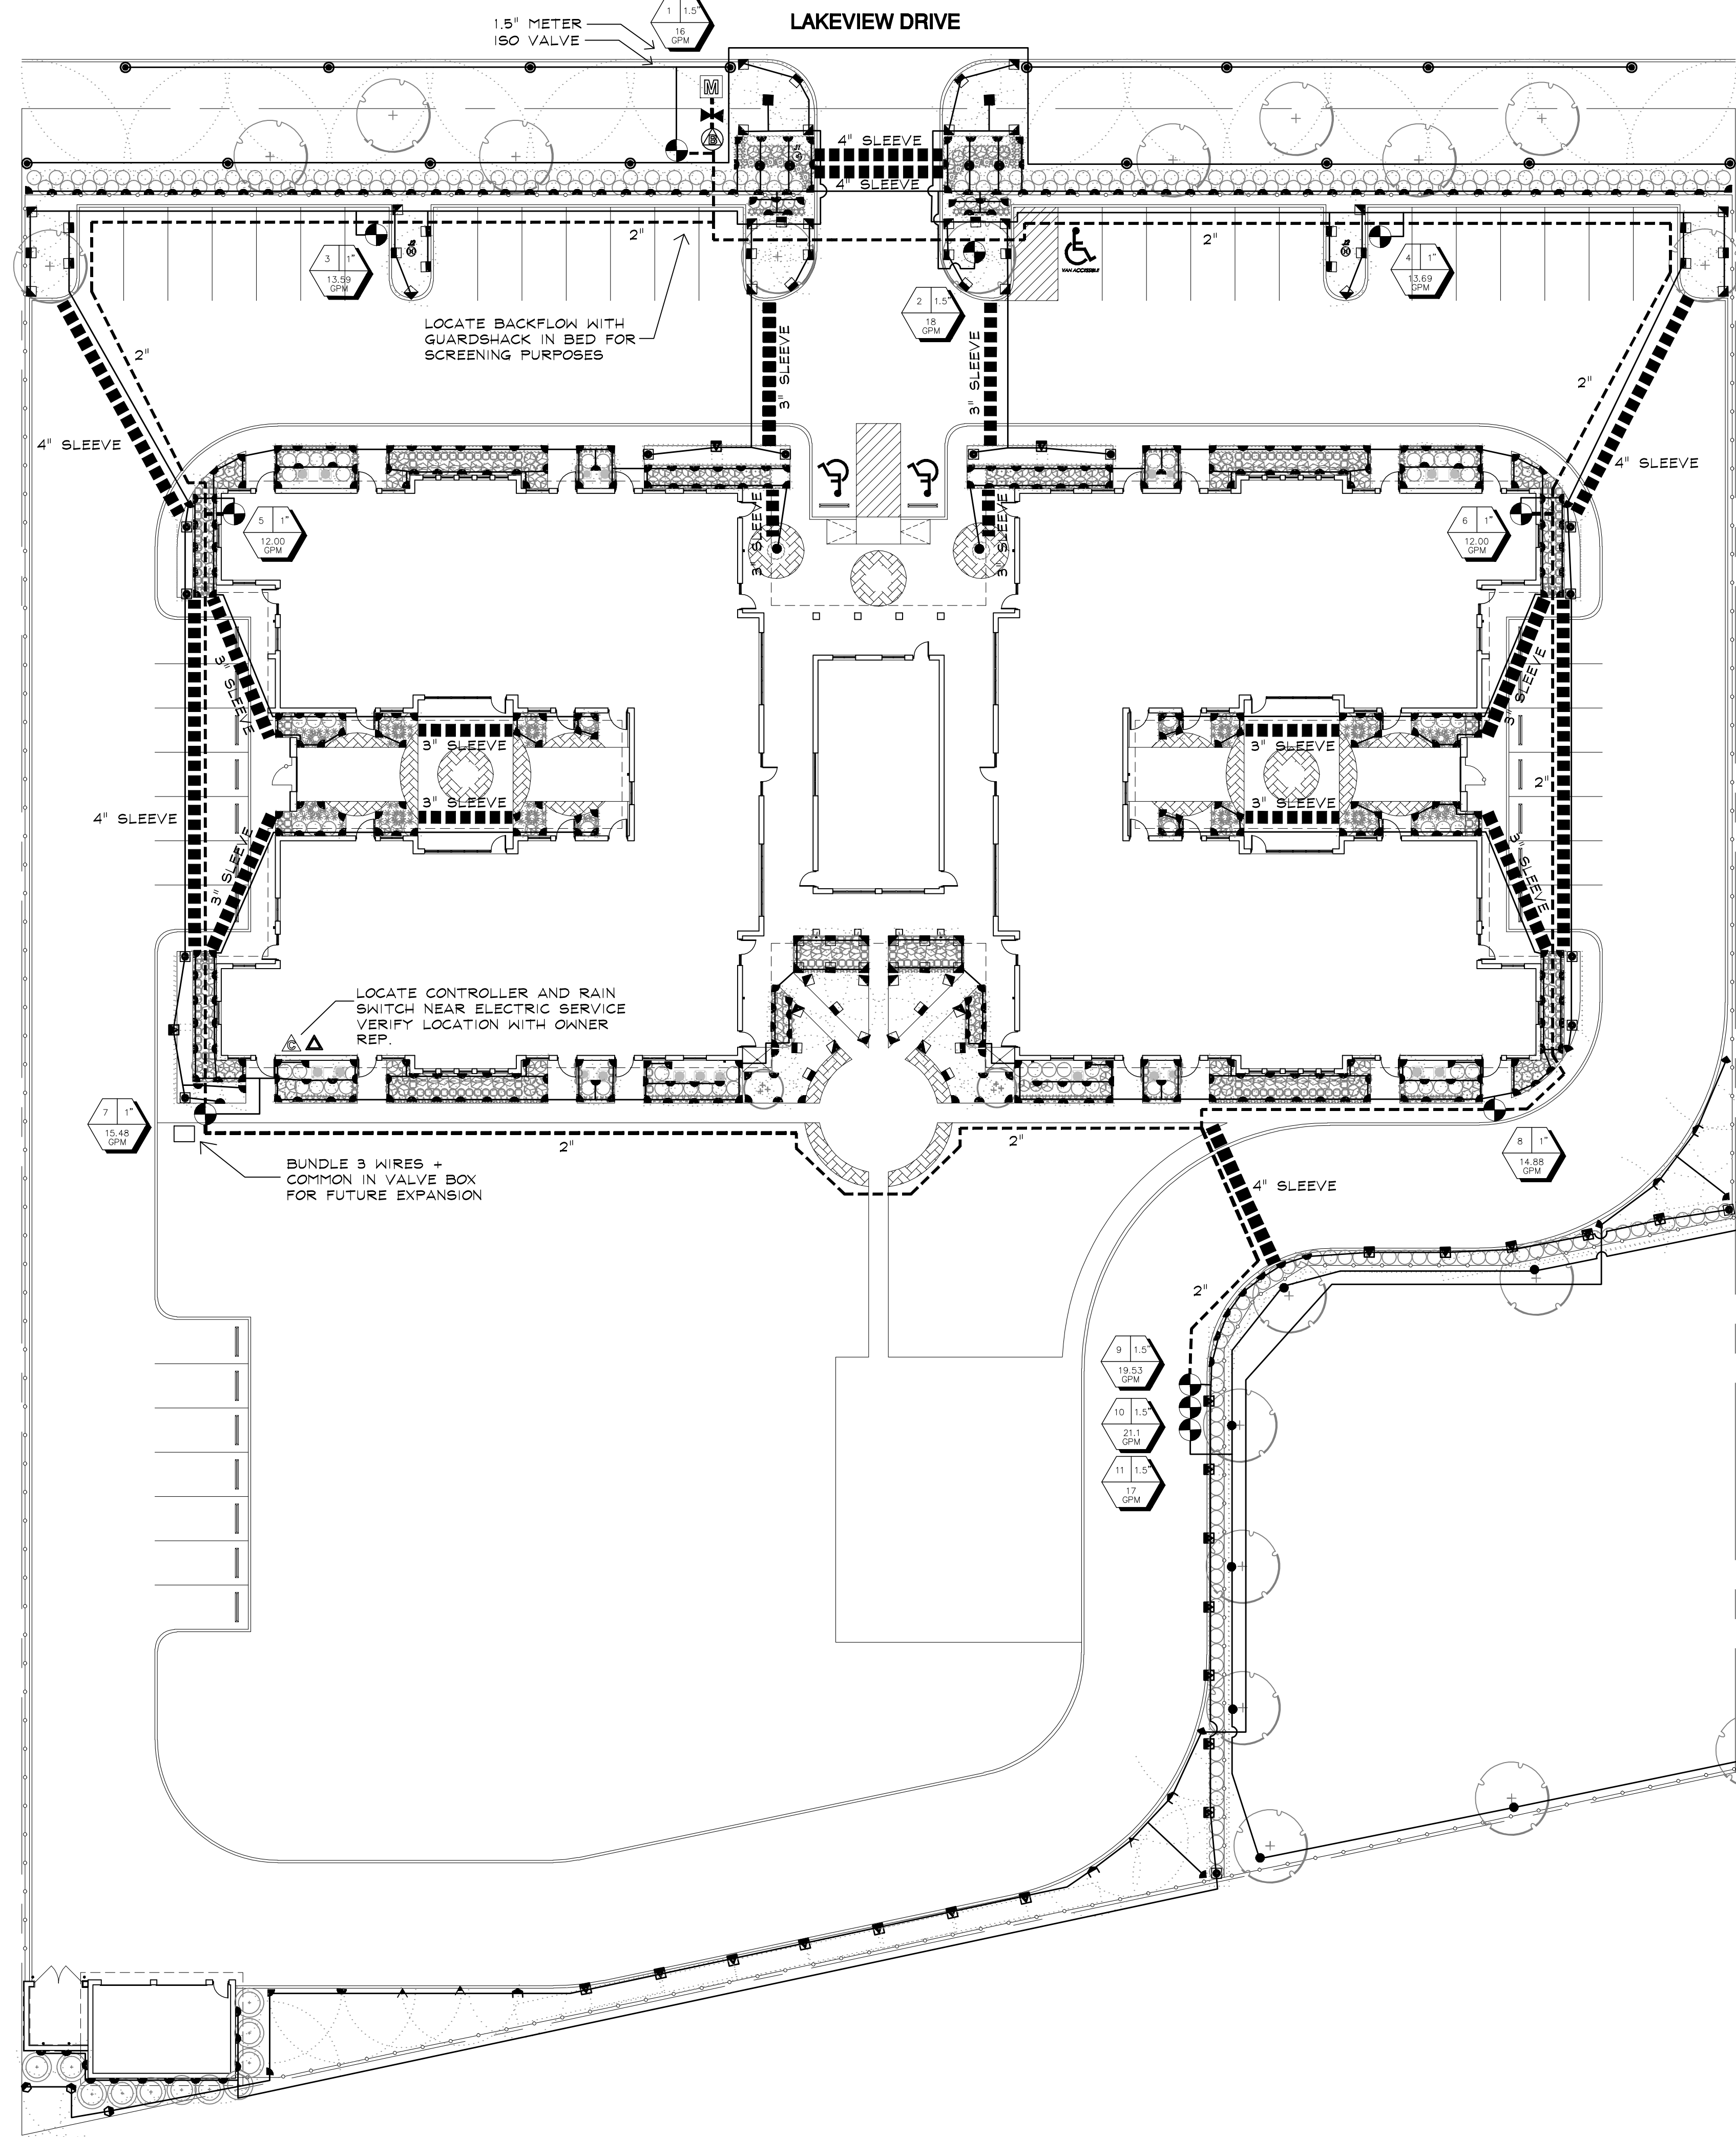 LAKEVIEW DRIVE
1 1.5"
16
GPM
1.5" METER
ISO VALVE
M
B
4" SLEEVE
4" SLEEVE
2"
2"
3 1"
13.59
GPM
4 1"
13.69
GPM
VAN ACCESSIBLE
2 1.5"
18
GPM
LOCATE BACKFLOW WITH
GUARDSHACK IN BED FOR
SCREENING PURPOSES
2"
2"
3" SLEEVE
3" SLEEVE
4" SLEEVE
4" SLEEVE
5 1"
12.00
GPM
6 1"
12.00
GPM
3" SLEEVE
3" SLEEVE
3" SLEEVE
3" SLEEVE
3" SLEEVE
3" SLEEVE
2"
3" SLEEVE
3" SLEEVE
4" SLEEVE
3" SLEEVE
3" SLEEVE
LOCATE CONTROLLER AND RAIN
SWITCH NEAR ELECTRIC SERVICE
VERIFY LOCATION WITH OWNER
REP.
C
7 1"
15.48
GPM
2"
2"
8 1"
14.88
GPM
BUNDLE 3 WIRES +
COMMON IN VALVE BOX
FOR FUTURE EXPANSION
4" SLEEVE
2"
9 1.5"
19.53
GPM
10 1.5"
21.1
GPM
11 1.5"
17
GPM